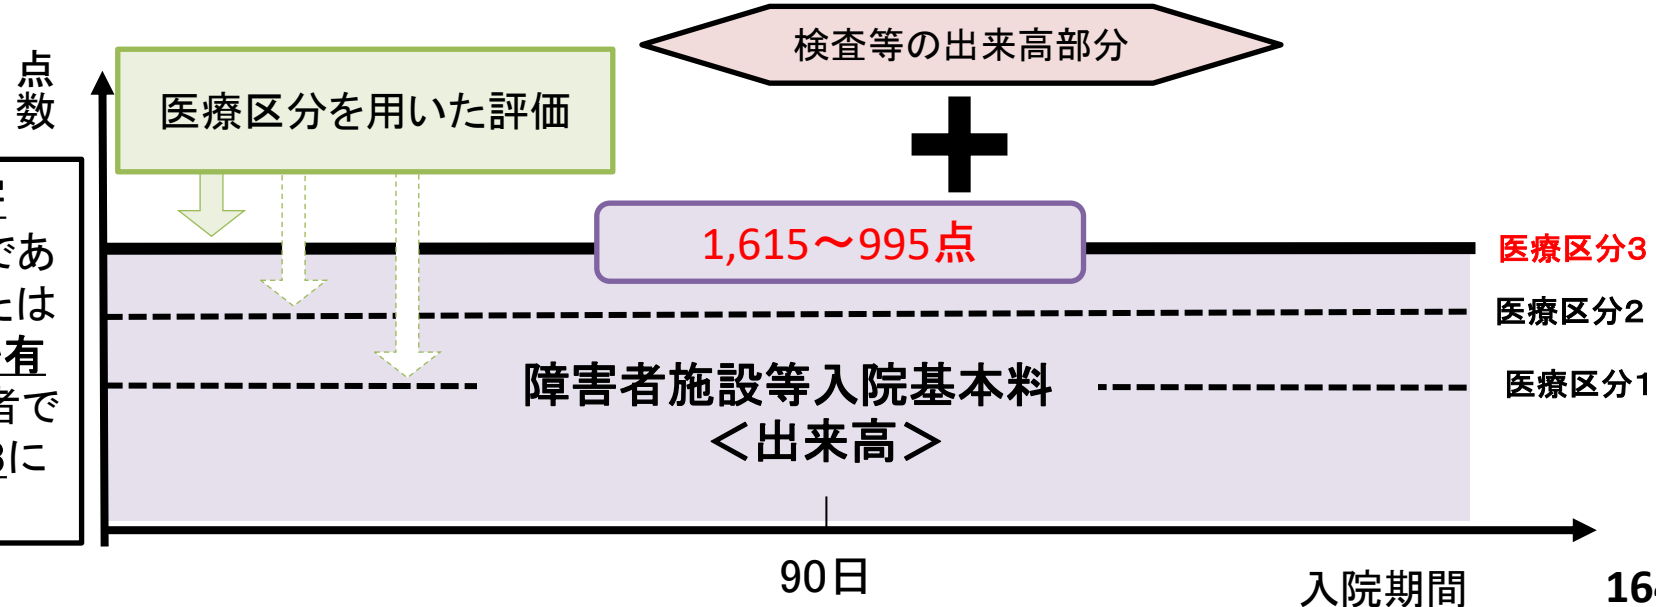 検査等の出来高部分
点数
医療区分を用いた評価
であ
たは
有
者で
3に
1,615～995点
医療区分3
医療区分2
医療区分1
障害者施設等入院基本料
＜出来高＞
90日
入院期間
164